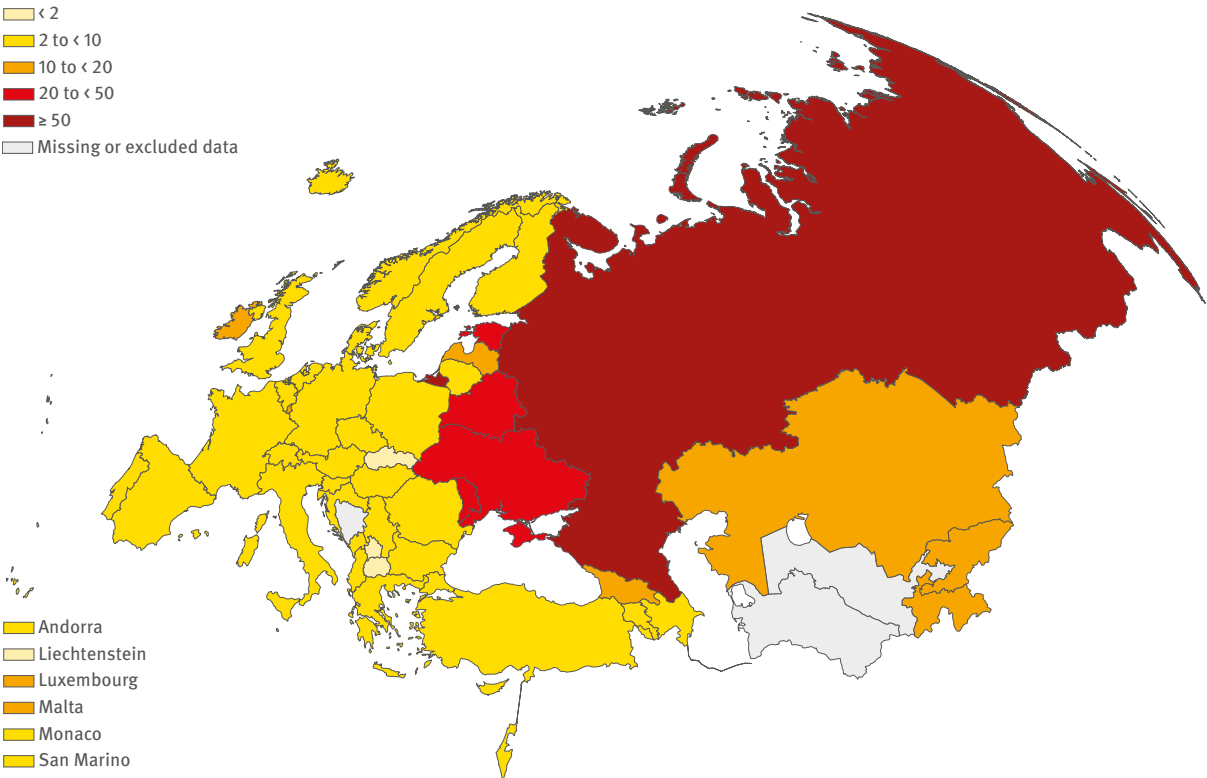 ‹ 2
2 to ‹ 10
10 to ‹ 20
20 to ‹ 50
≥ 50
Missing or excluded data
Andorra
Liechtenstein
Luxembourg
Malta
Monaco
San Marino